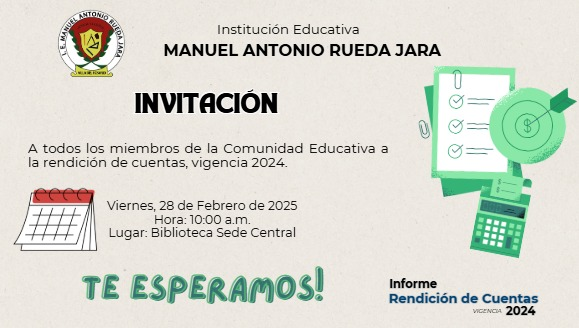 I.E. MANUEL ANTONIO RUEDA JARA
Institución Educativa
MANUEL ANTONIO RUEDA JARA
INVITACIÓN
A todos los miembros de la Comunidad Educativa a
la rendición de cuentas, vigencia 2024.
Viernes, 28 de Febrero de 2025
Hora: 10:00 a.m.
Lugar: Biblioteca Sede Central
TE ESPERAMOS!
$
Informe
Rendición de Cuentas
VIGENCIA 2024